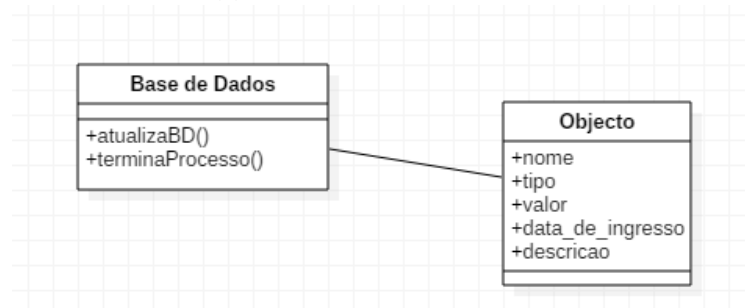 Base de Dados
+atualizaBD()
+terminaProcesso()
Objecto
+nome
+tipo
+valor
+data_de_ingresso
+descricao